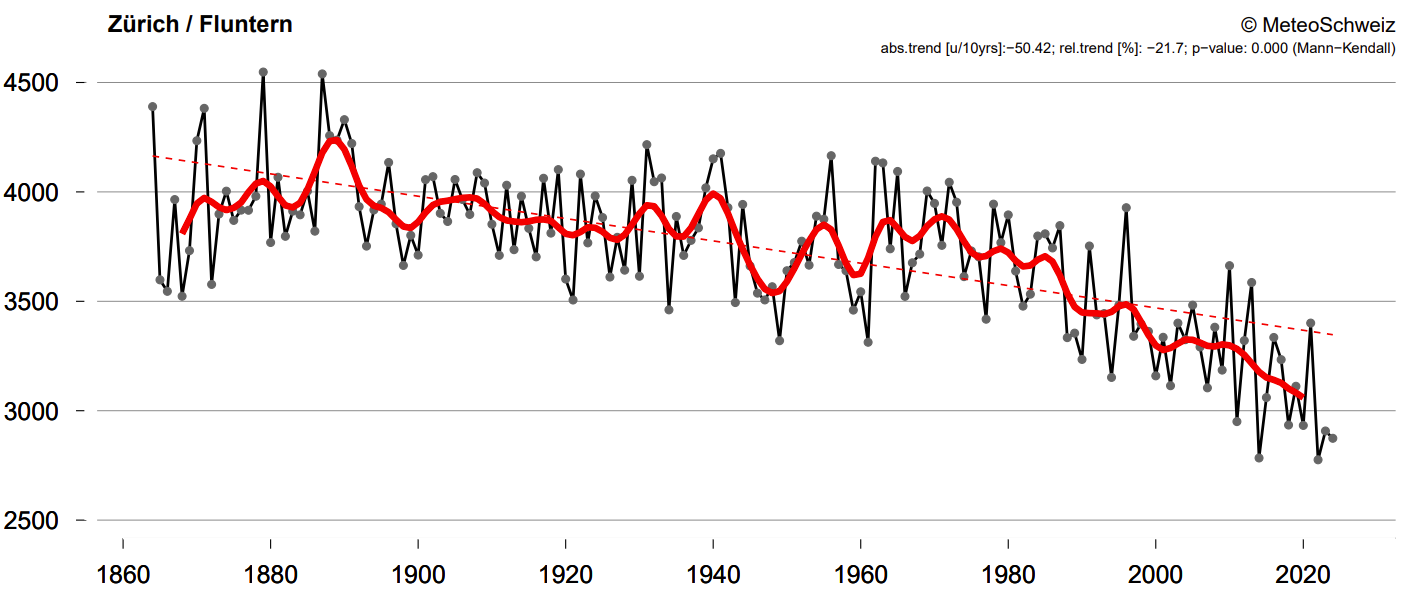 Zürich / Fluntern
© MeteoSchweiz
abs.trend [u/10yrs]:−50.42; rel.trend [%]: −21.7; p−value: 0.000 (Mann−Kendall)
4500
4000
3500
3000
2500
1860 1880 1900 1920 1940 1960 1980 2000 2020